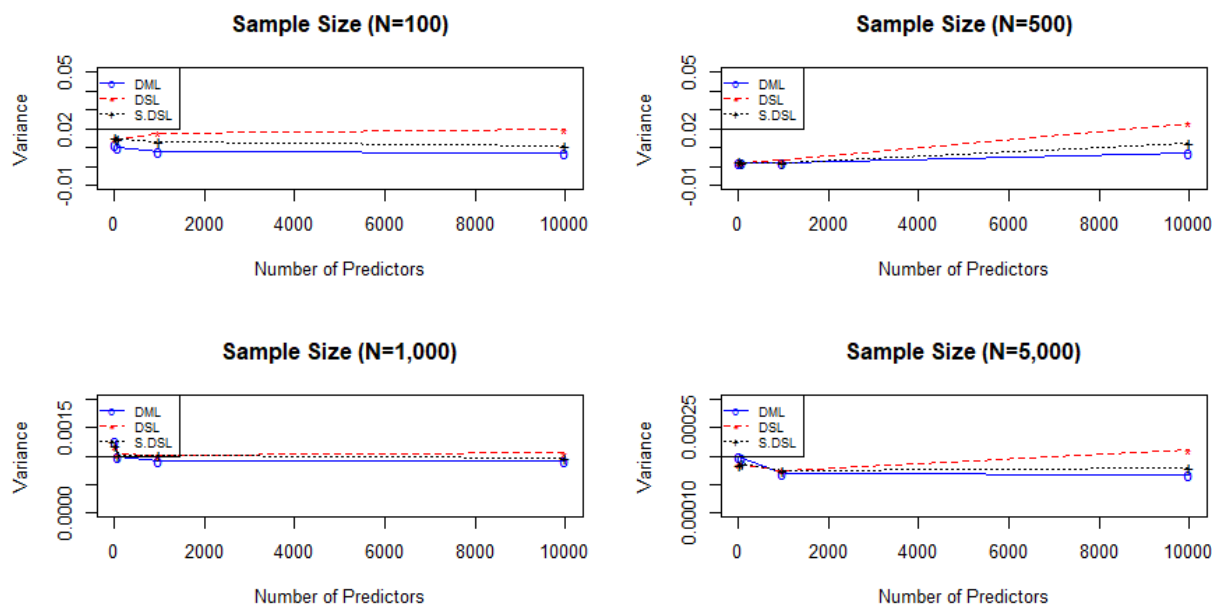 Sample Size (N=100)
Variance
0.05
0.02
-0.01
DML
DSL
S.DSL
0 2000 4000 6000 8000 10000
Number of Predictors
Sample Size (N=500)
Variance
0.05
0.02
-0.01
DML
DSL
S.DSL
0 2000 4000 6000 8000 10000
Number of Predictors
Sample Size (N=1,000)
Variance
0.0015
0.0000
DML
DSL
S.DSL
0 2000 4000 6000 8000 10000
Number of Predictors
Sample Size (N=5,000)
Variance
0.00025
0.00010
DML
DSL
S.DSL
0 2000 4000 6000 8000 10000
Number of Predictors